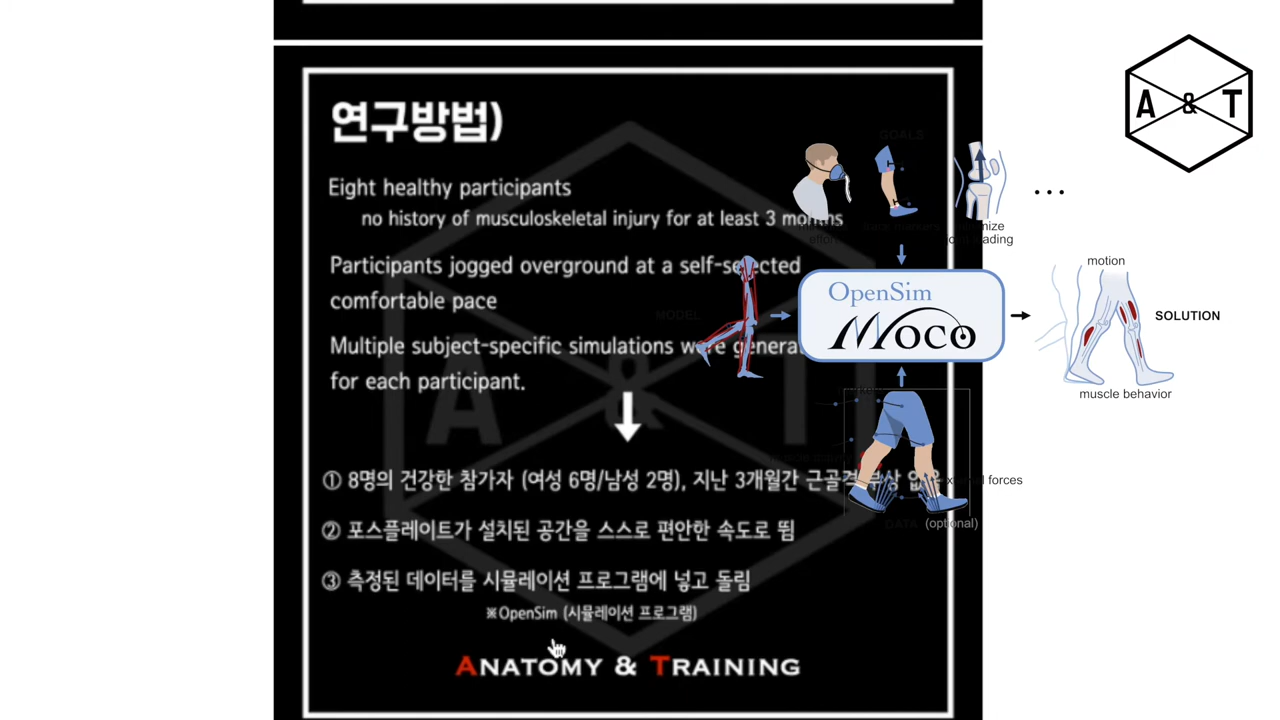 연구방법)
Eight healthy participants
no history of musculoskeletal injury for at least 3 months
Participants jogged overground at a self-selected
comfortable pace
Multiple subject-specific simulations were
for each participant.
① 8명의 건강한 참가자 (여성 6명/남성 2명), 지난 3개월간 근골격 부상
② 포스플레이트가 설치된 공간을 스스로 편안한 속도로 뜀
③ 측정된 데이터를 시뮬레이션 프로그램에 넣고 돌림
※OpenSim (시뮬레이션 프로그램)
ANATOMY & TRAINING
A & T
A & T
GOALS
...
MODEL
OpenSim
Moco
motion
SOLUTION
muscle behavior
forces
DATA (optional)